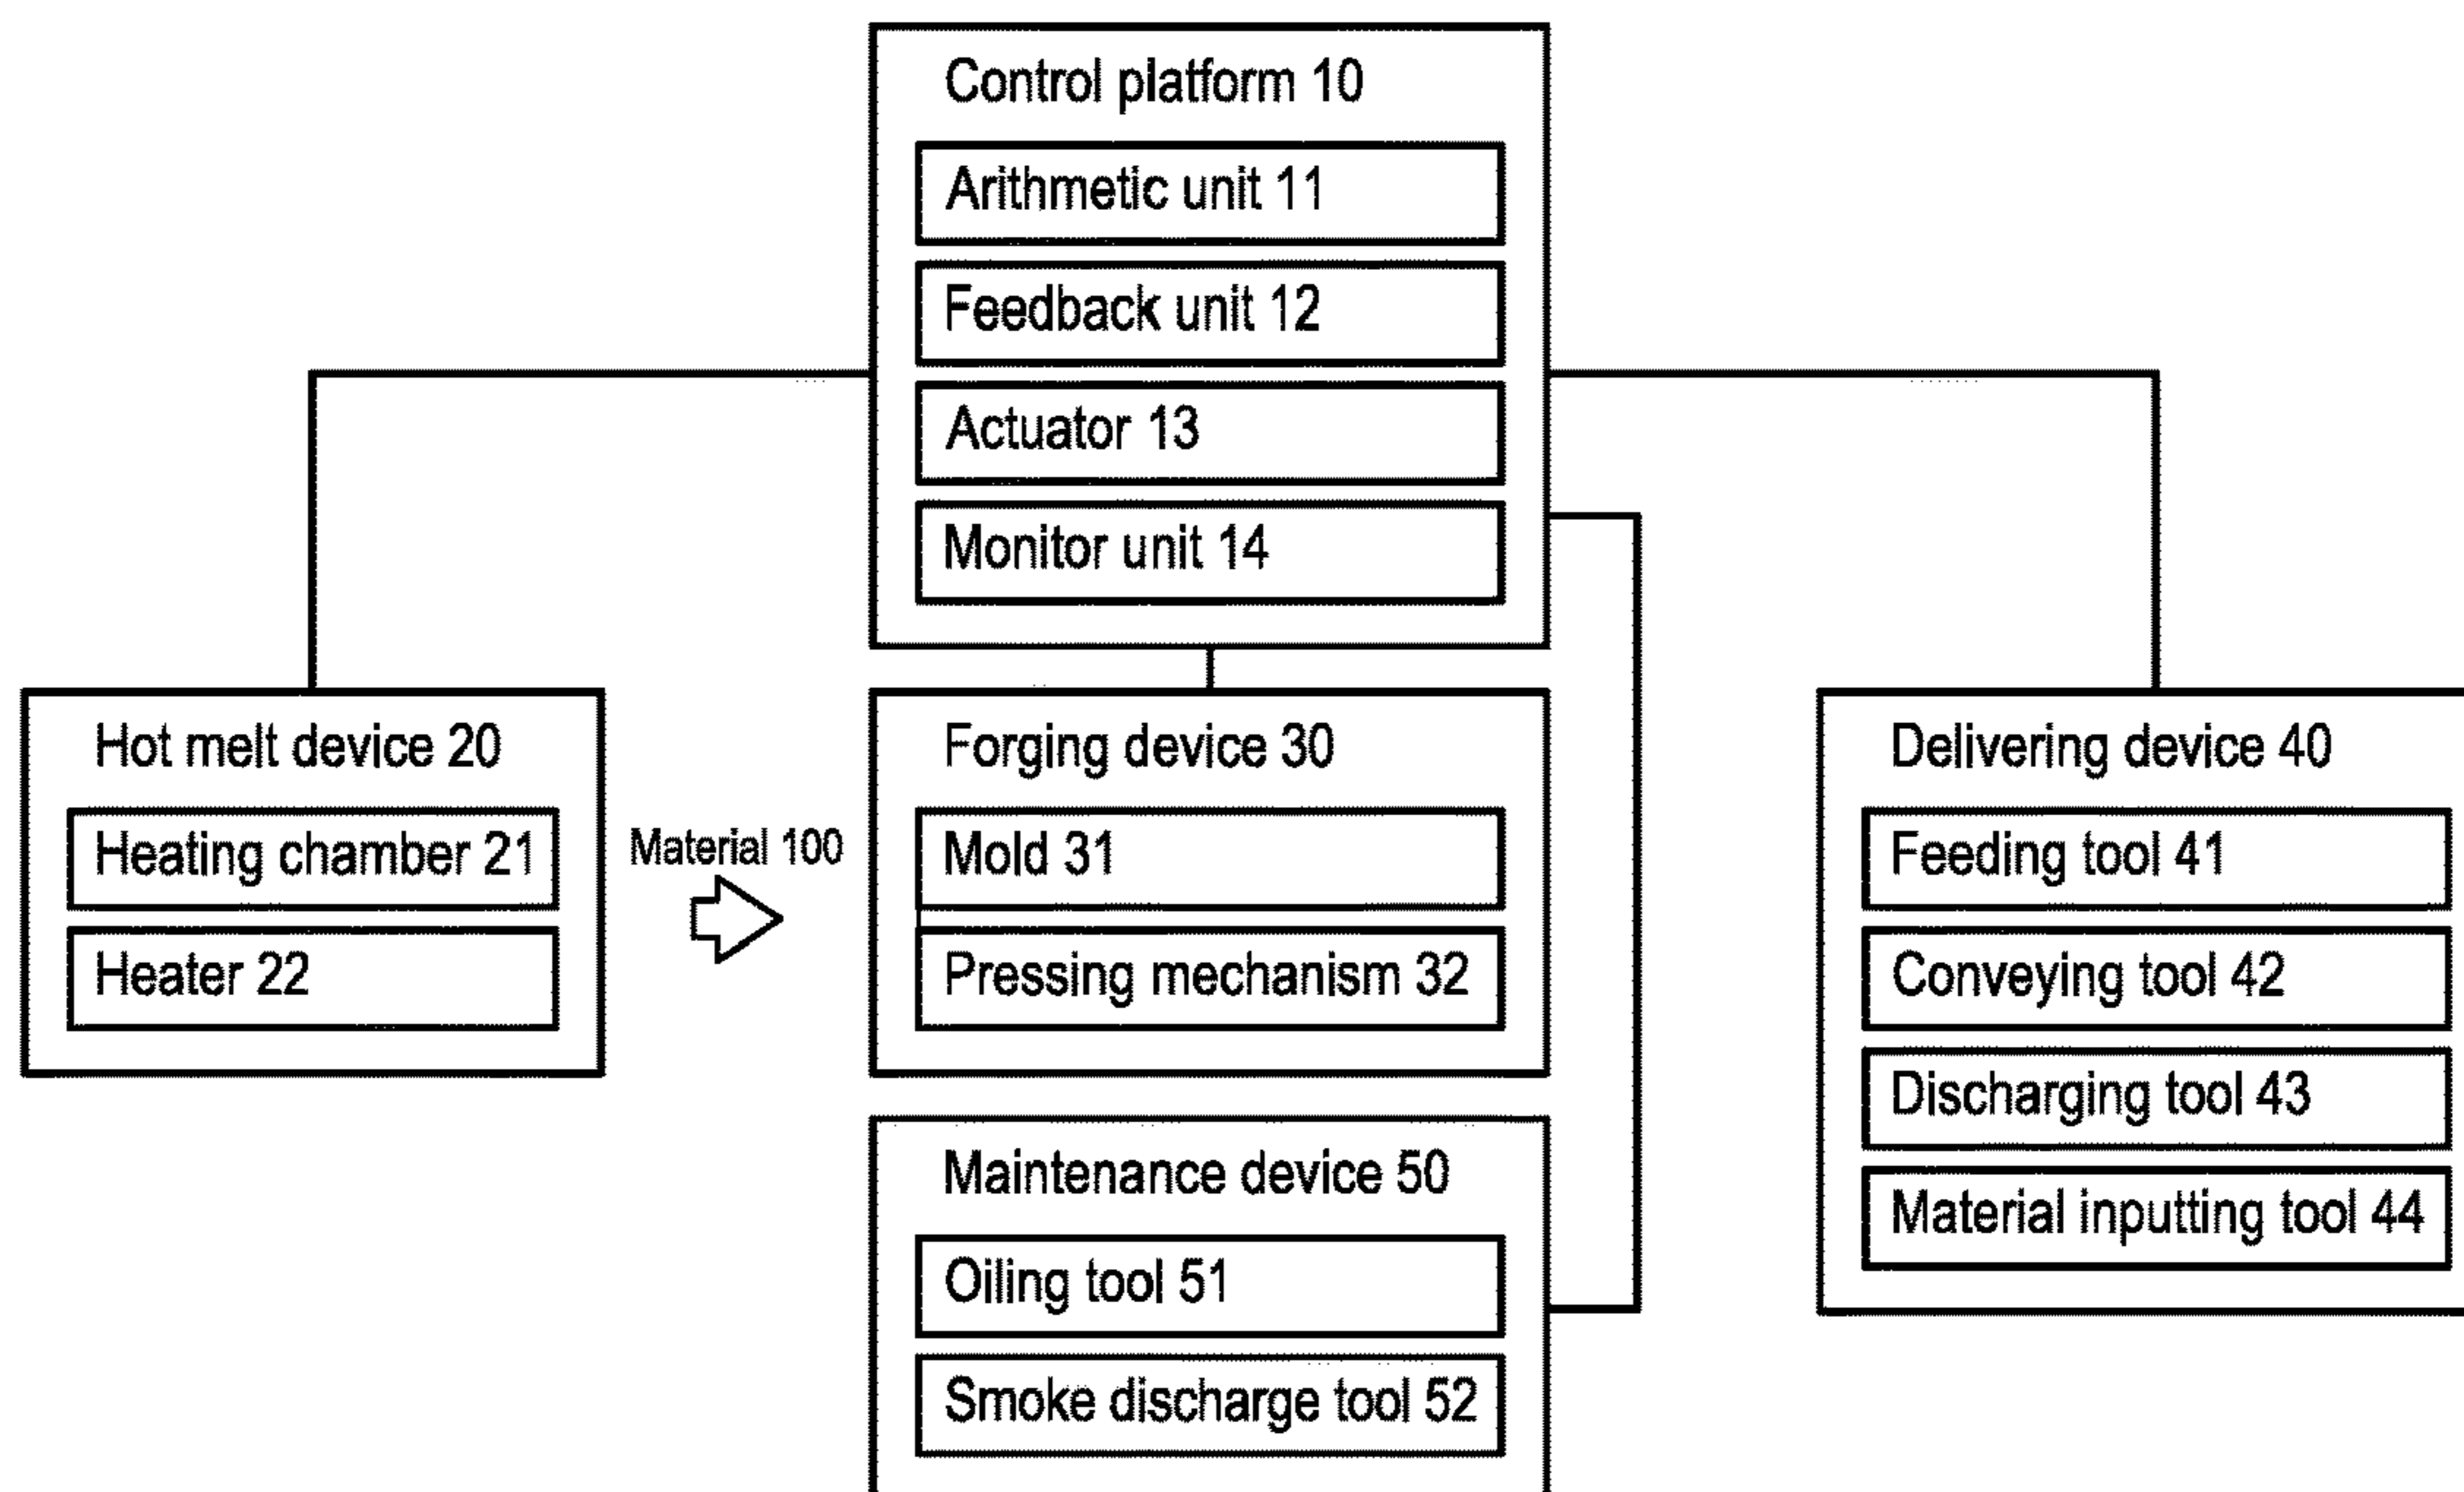 Control platform 10
Arithmetic unit 11
Feedback unit 12
Actuator 13
Monitor unit 14
Hot melt device 20
Heating chamber 21
Heater 22
Material 100
Forging device 30
Mold 31
Pressing mechanism 32
Delivering device 40
Feeding tool 41
Conveying tool 42
Discharging tool 43
Material inputting tool 44
Maintenance device 50
Oiling tool 51
Smoke discharge tool 52